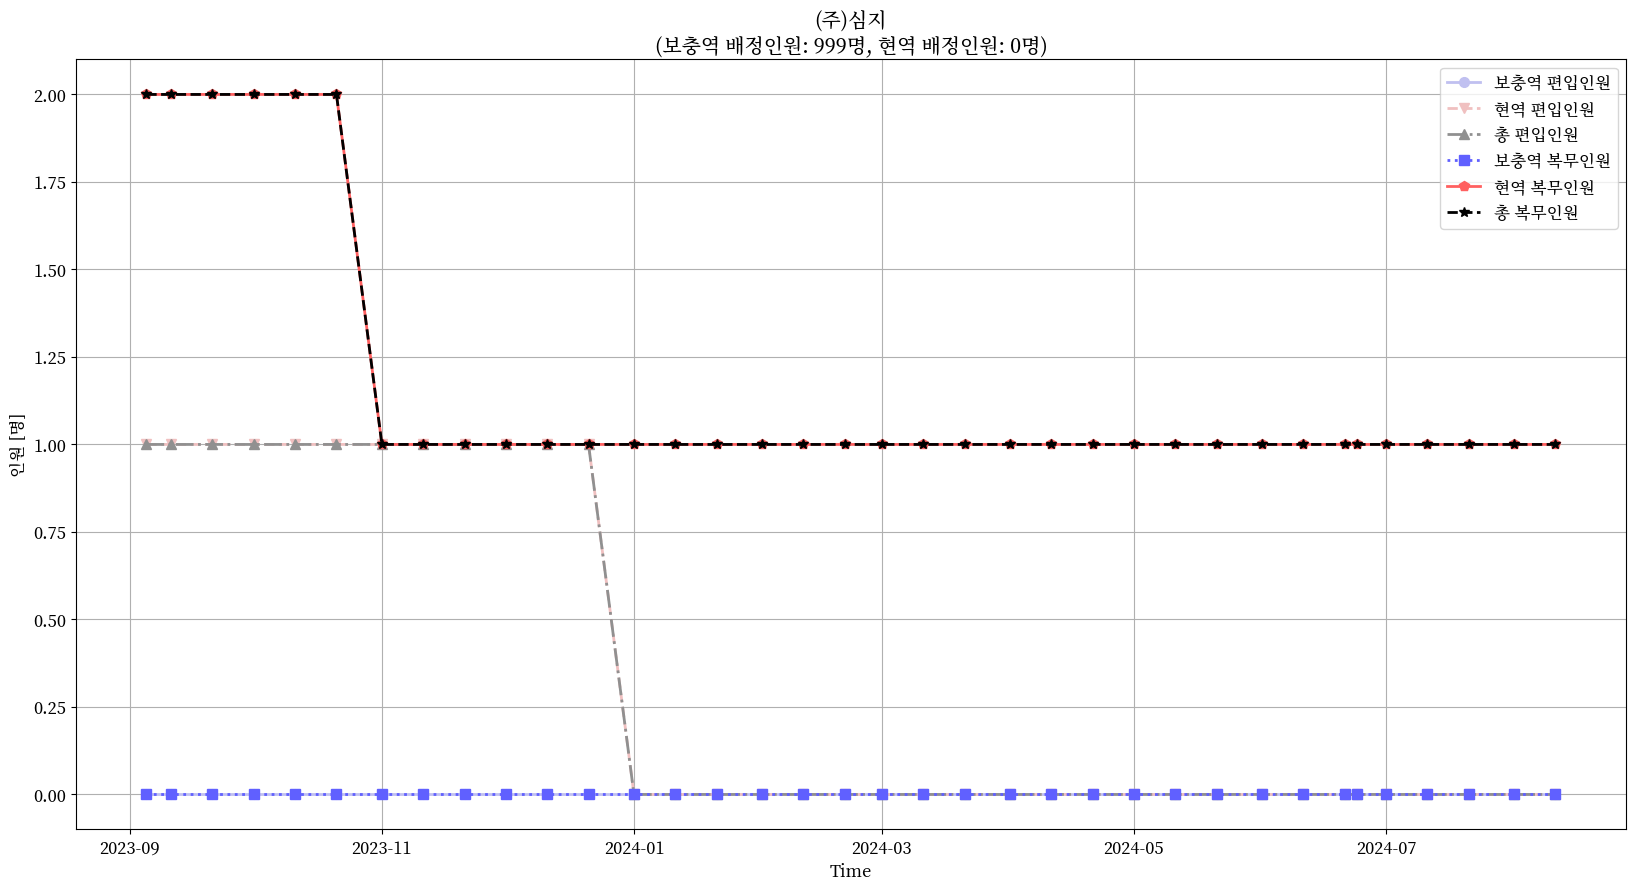 (주)심지
(보충역 배정인원: 999명, 현역 배정인원: 0명)
보충역 편입인원
현역 편입인원
총 편입인원
보충역 복무인원
현역 복무인원
총 복무인원
2.00
1.75
1.50
1.25
1.00
0.75
0.50
0.25
0.00
인원 [명]
2023-09 2023-11 2024-01 2024-03 2024-05 2024-07
Time